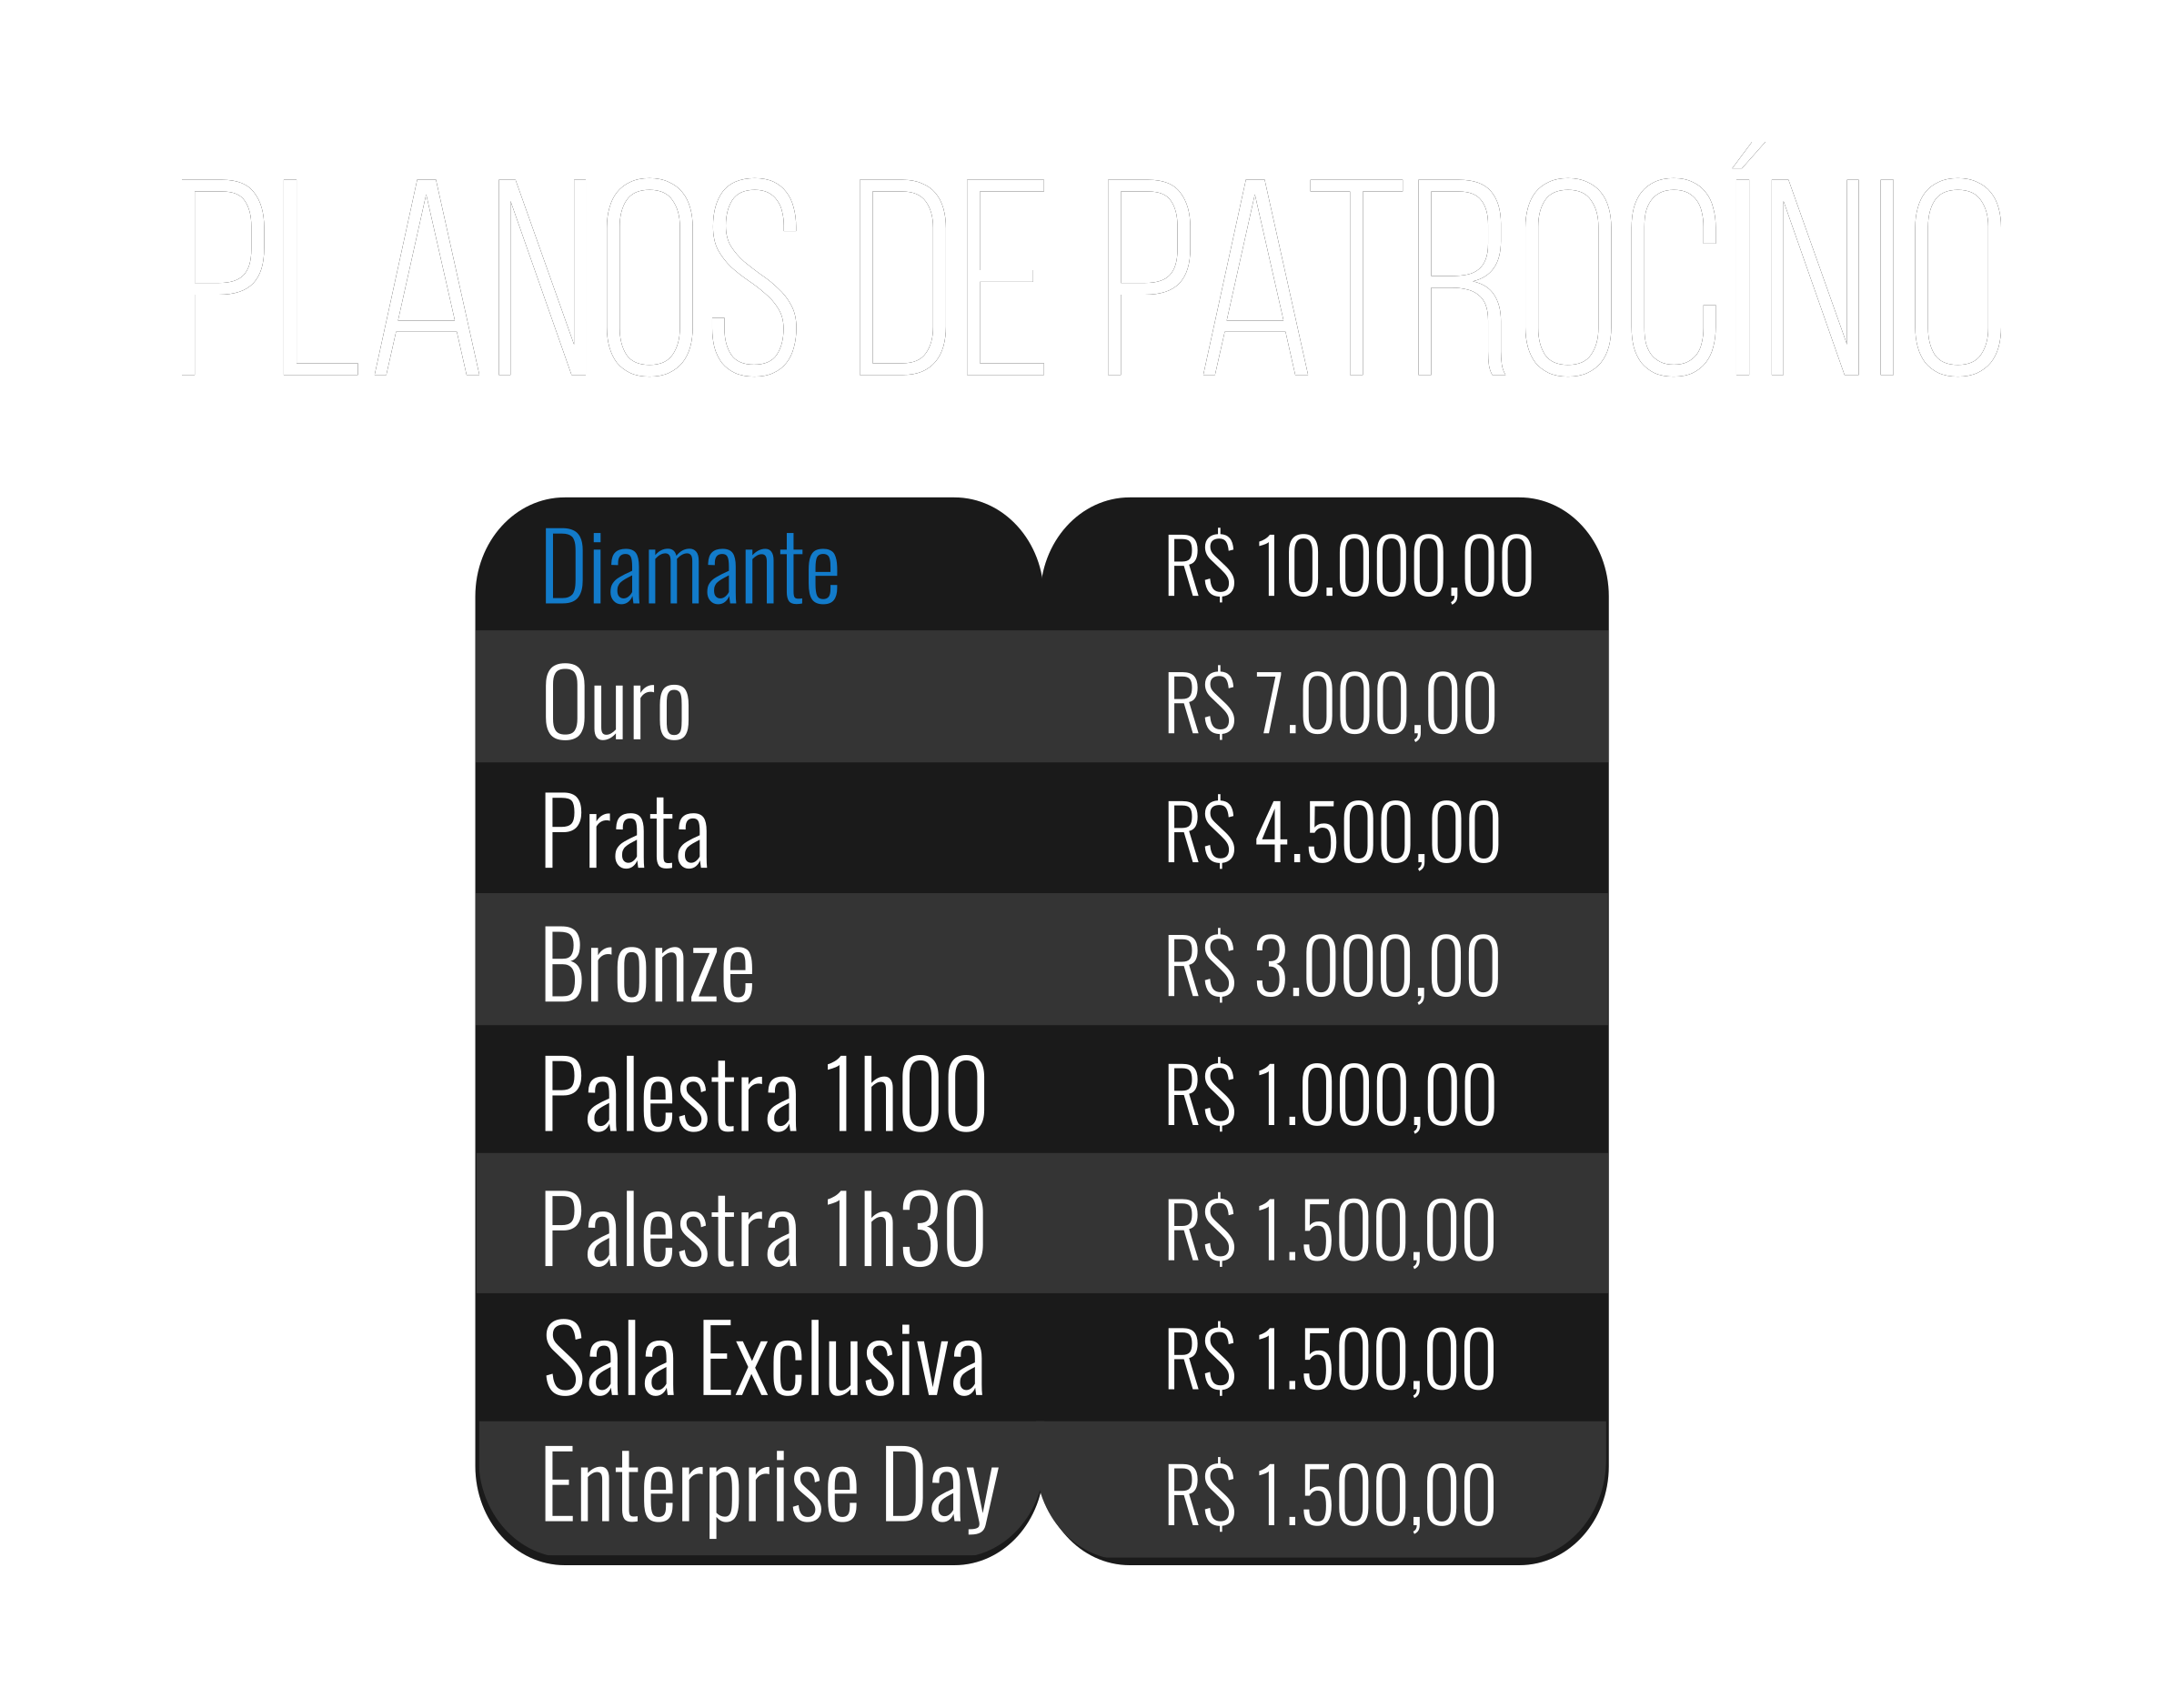 PLANOS DE PATROCÍNIO
Diamante R$ 10.000,00
Ouro R$ 7.000,00
Prata R$ 4.500,00
Bronze R$ 3.000,00
Palestra 1h00 R$ 1.000,00
Palestra 1h30 R$ 1.500,00
Sala Exclusiva R$ 1.500,00
Enterprise Day R$ 1.500,00